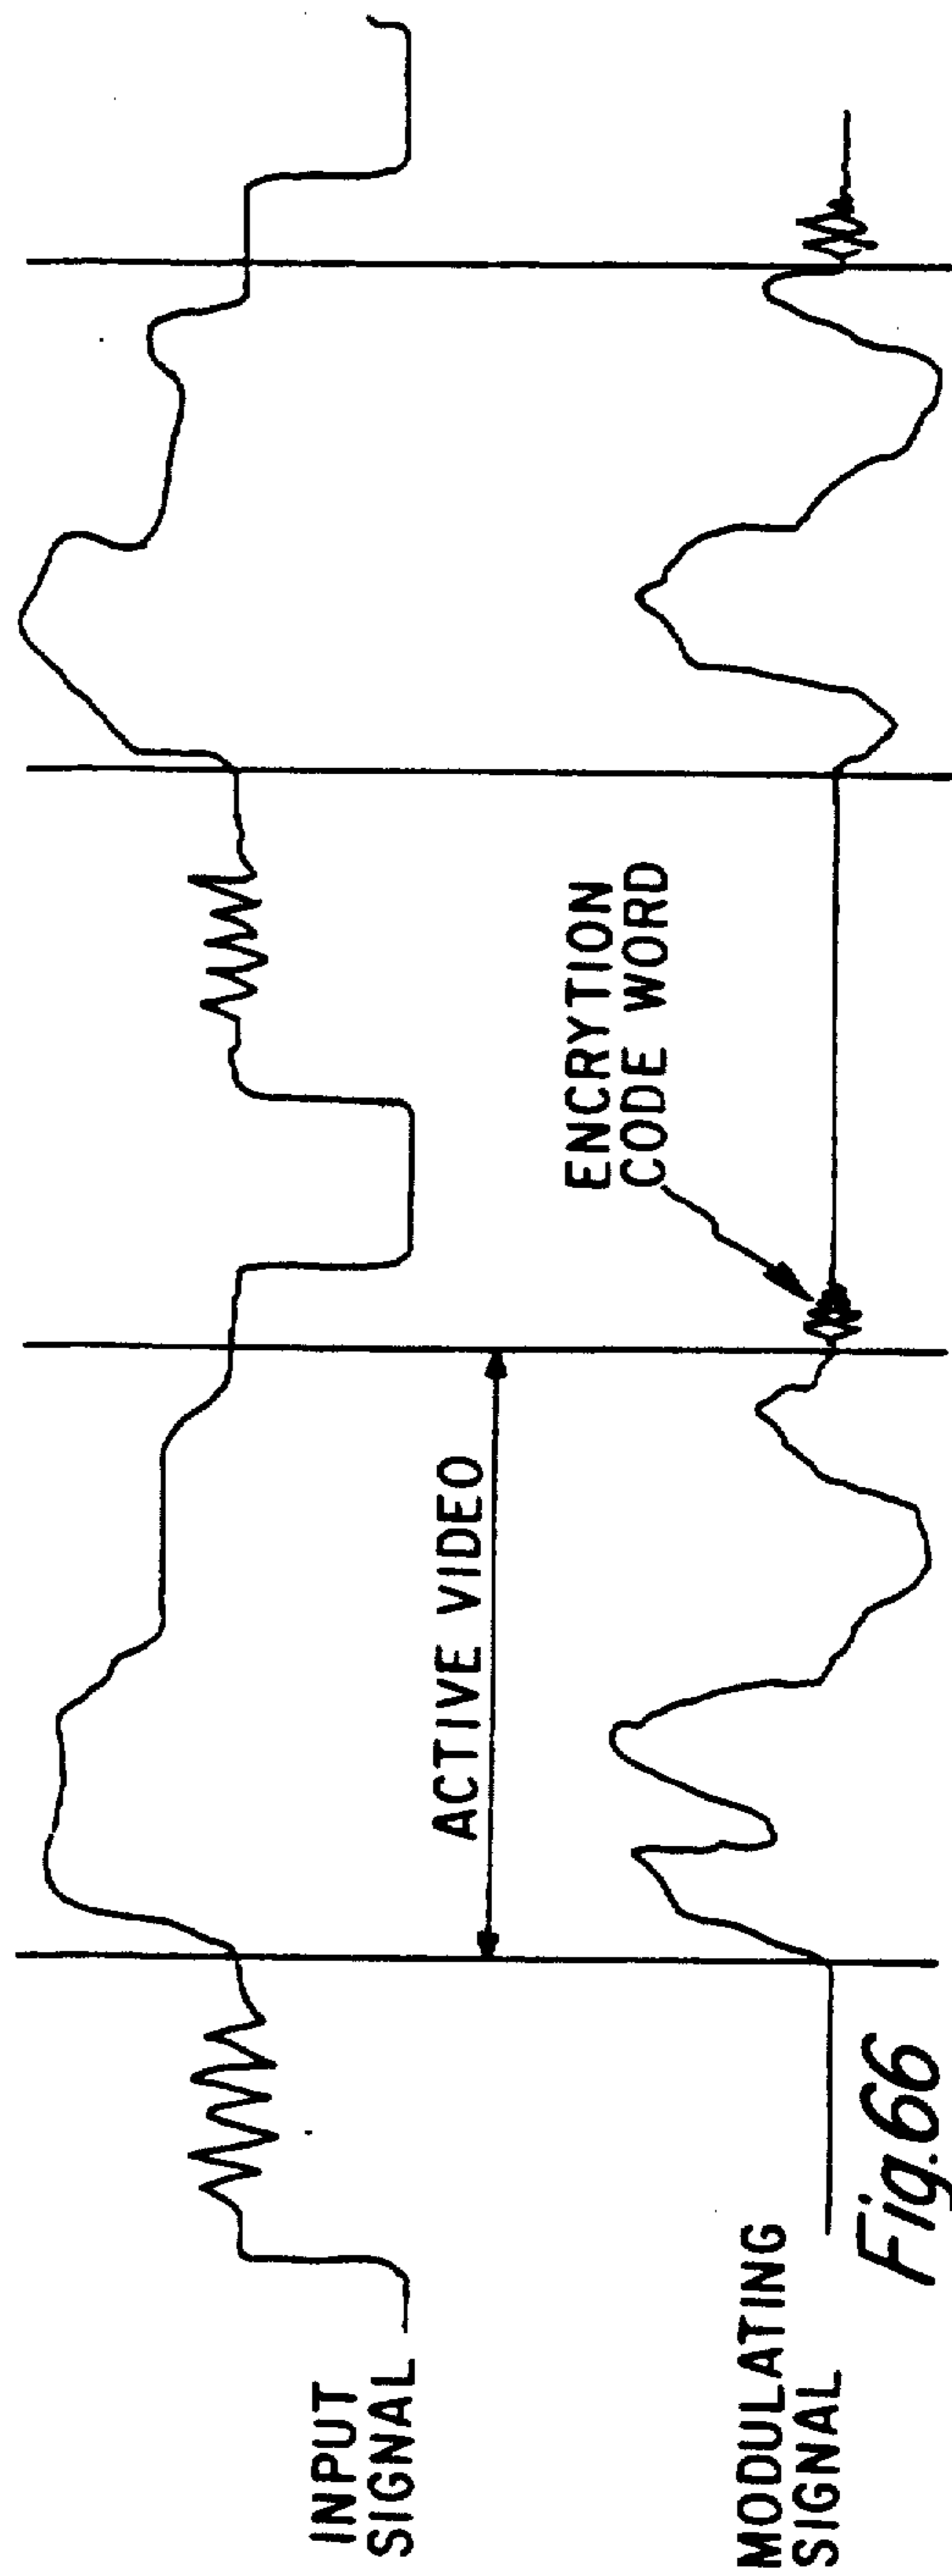 INPUT
SIGNAL
ACTIVE VIDEO
ENCRYTION
CODE WORD
MODULATING
SIGNAL
Fig.66